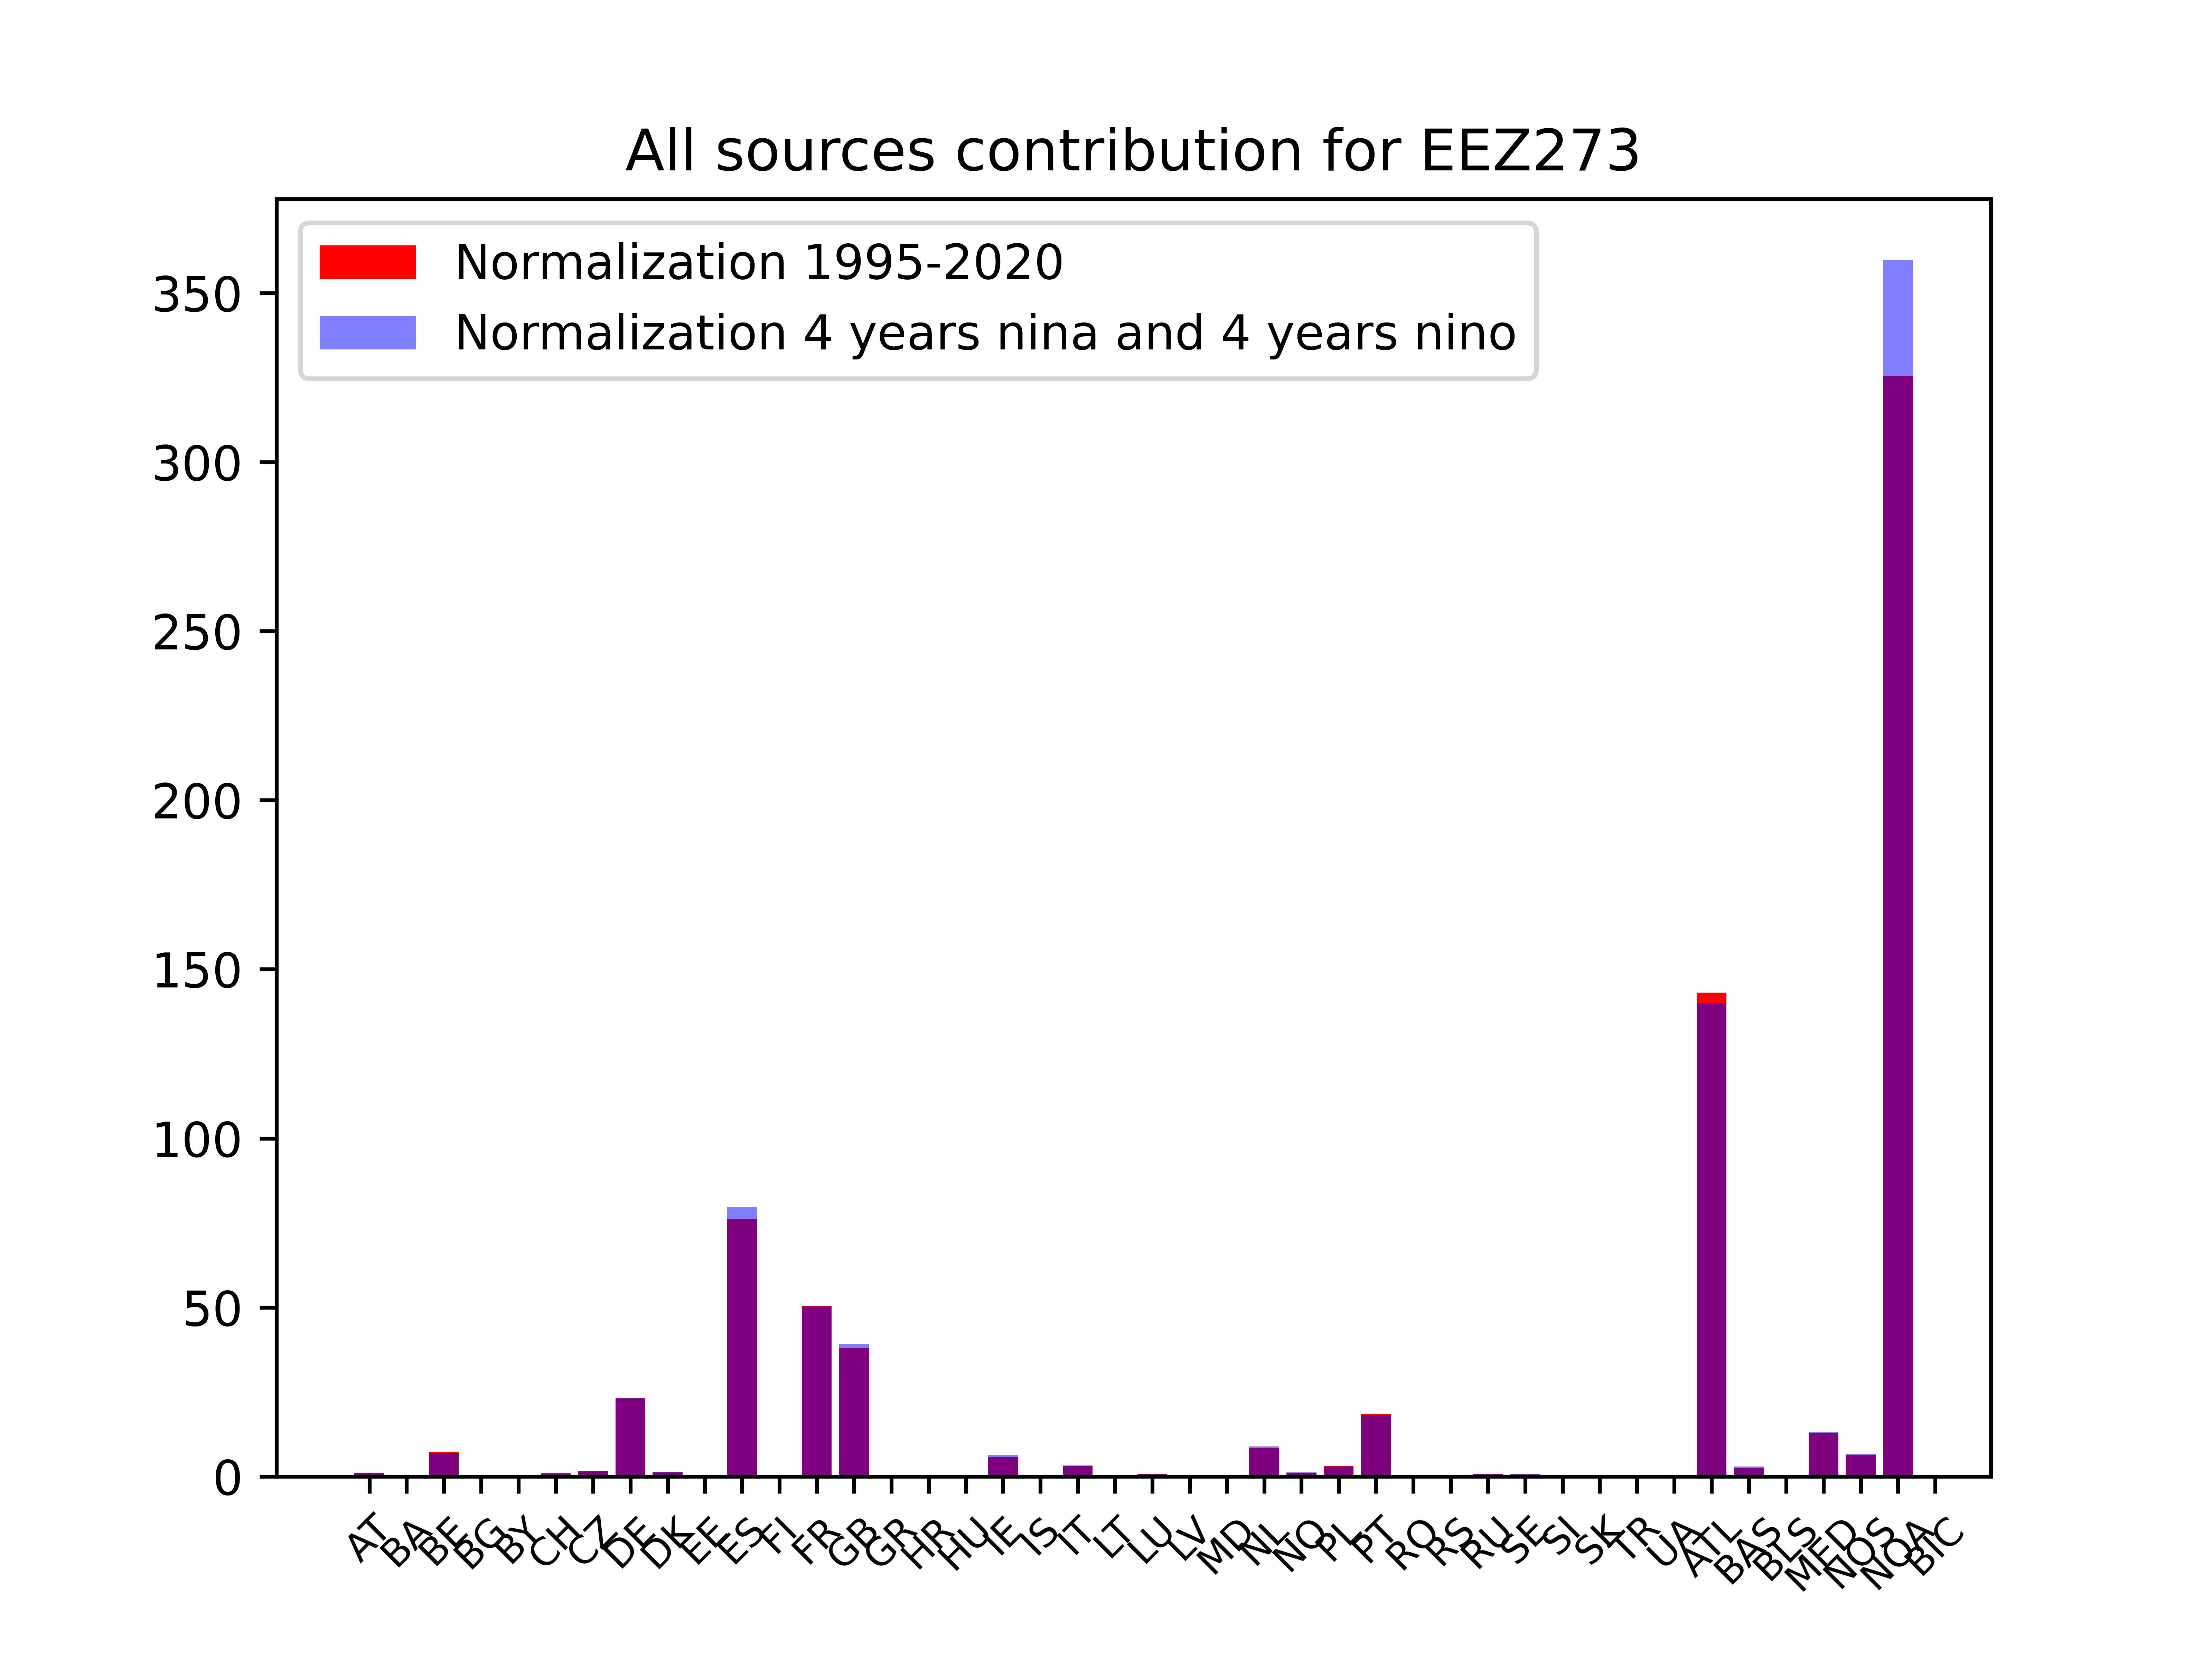 All sources contribution for EEZ273
Normalization 1995-2020
Normalization 4 years nina and 4 years nino
350
300
250
200
150
100
50
0
AT
BA
BE
BG
BY
CH
CZ
DE
DK
EE
ES
FI
FR
GB
GR
HR
HU
IE
IS
IT
LT
LU
LV
MD
NL
NO
PL
PT
RO
RS
RU
SE
SI
SK
TR
UA
ATL
BAS
BLS
MED
NOS
NOA
BIC